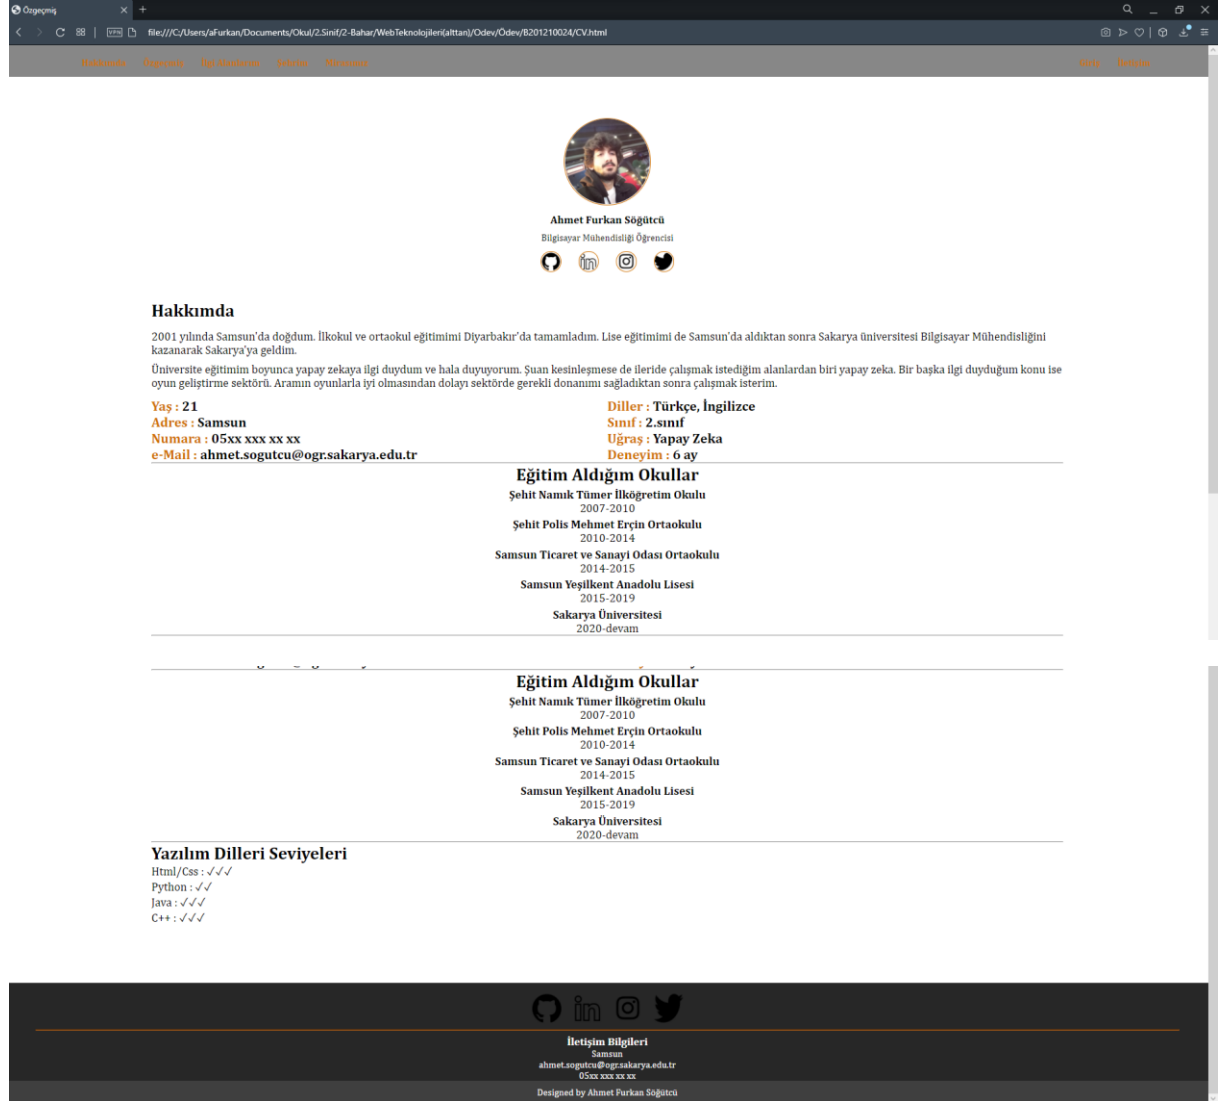 Özgeçmiş
VPN file:///C:/Users/aFurkan/Documents/Okul/2.Sinif/2-Bahar/WebTeknolojileri(alttan)/Odev/Ödev/B201210024/CV.html
Hakkımda
Ahmet Furkan Söğütcü
Bilgisayar Mühendisliği Öğrencisi
Hakkımda
2001 yılında Samsun'da doğdum. İlkokul ve ortaokul eğitimimi Diyarbakır'da tamamladım. Lise eğitimimi de Samsun'da aldıktan sonra Sakarya üniversitesi Bilgisayar Mühendisliğini
kazanarak Sakarya'ya geldim.
Üniversite eğitimim boyunca yapay zekaya ilgi duydum ve hala duyuyorum. Şuan kesinleşmese de ileride çalışmak istediğim alanlardan biri yapay zeka. Bir başka ilgi duyduğum konu ise
oyun geliştirme sektörü. Aramın oyunlarla iyi olmasından dolayı sektörde gerekli donanımı sağladıktan sonra çalışmak isterim.
Yaş : 21
Adres : Samsun
Numara : 05xx xxx xx xx
e-Mail : ahmet.sogutcu@ogr.sakarya.edu.tr
Diller : Türkçe, İngilizce
Sınıf : 2.sınıf
Uğraş : Yapay Zeka
Deneyim : 6 ay
Eğitim Aldığım Okullar
Şehit Namık Tümer İlköğretim Okulu
2007-2010
Şehit Polis Mehmet Erçin Ortaokulu
2010-2014
Samsun Ticaret ve Sanayi Odası Ortaokulu
2014-2015
Samsun Yeşilkent Anadolu Lisesi
2015-2019
Sakarya Üniversitesi
2020-devam
Eğitim Aldığım Okullar
Şehit Namık Tümer İlköğretim Okulu
2007-2010
Şehit Polis Mehmet Erçin Ortaokulu
2010-2014
Samsun Ticaret ve Sanayi Odası Ortaokulu
2014-2015
Samsun Yeşilkent Anadolu Lisesi
2015-2019
Sakarya Üniversitesi
2020-devam
Yazılım Dilleri Seviyeleri
Html/Css : ✓✓✓
Python : ✓✓
Java : ✓✓✓
C++ : ✓✓✓
İletişim Bilgileri
Samsun
ahmet.sogutcu@ogr.sakarya.edu.tr
05xx xxx xx xx
Designed by Ahmet Furkan Söğütcü